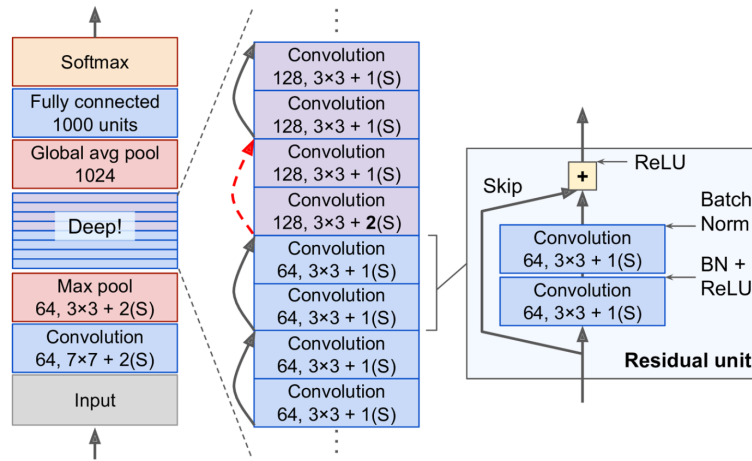 Softmax
Fully connected
1000 units
Global avg pool
1024
Deep!
Max pool
64, 3×3 + 2(S)
Convolution
64, 7×7 + 2(S)
Input
Convolution
128, 3×3 + 1(S)
Convolution
128, 3×3 + 1(S)
Convolution
128, 3×3 + 1(S)
Convolution
128, 3×3 + 2(S)
Convolution
64, 3×3 + 1(S)
Convolution
64, 3×3 + 1(S)
Convolution
64, 3×3 + 1(S)
Convolution
64, 3×3 + 1(S)
+
ReLU
Skip
Batch
Norm
Convolution
64, 3×3 + 1(S)
BN +
ReLU
Convolution
64, 3×3 + 1(S)
Residual unit